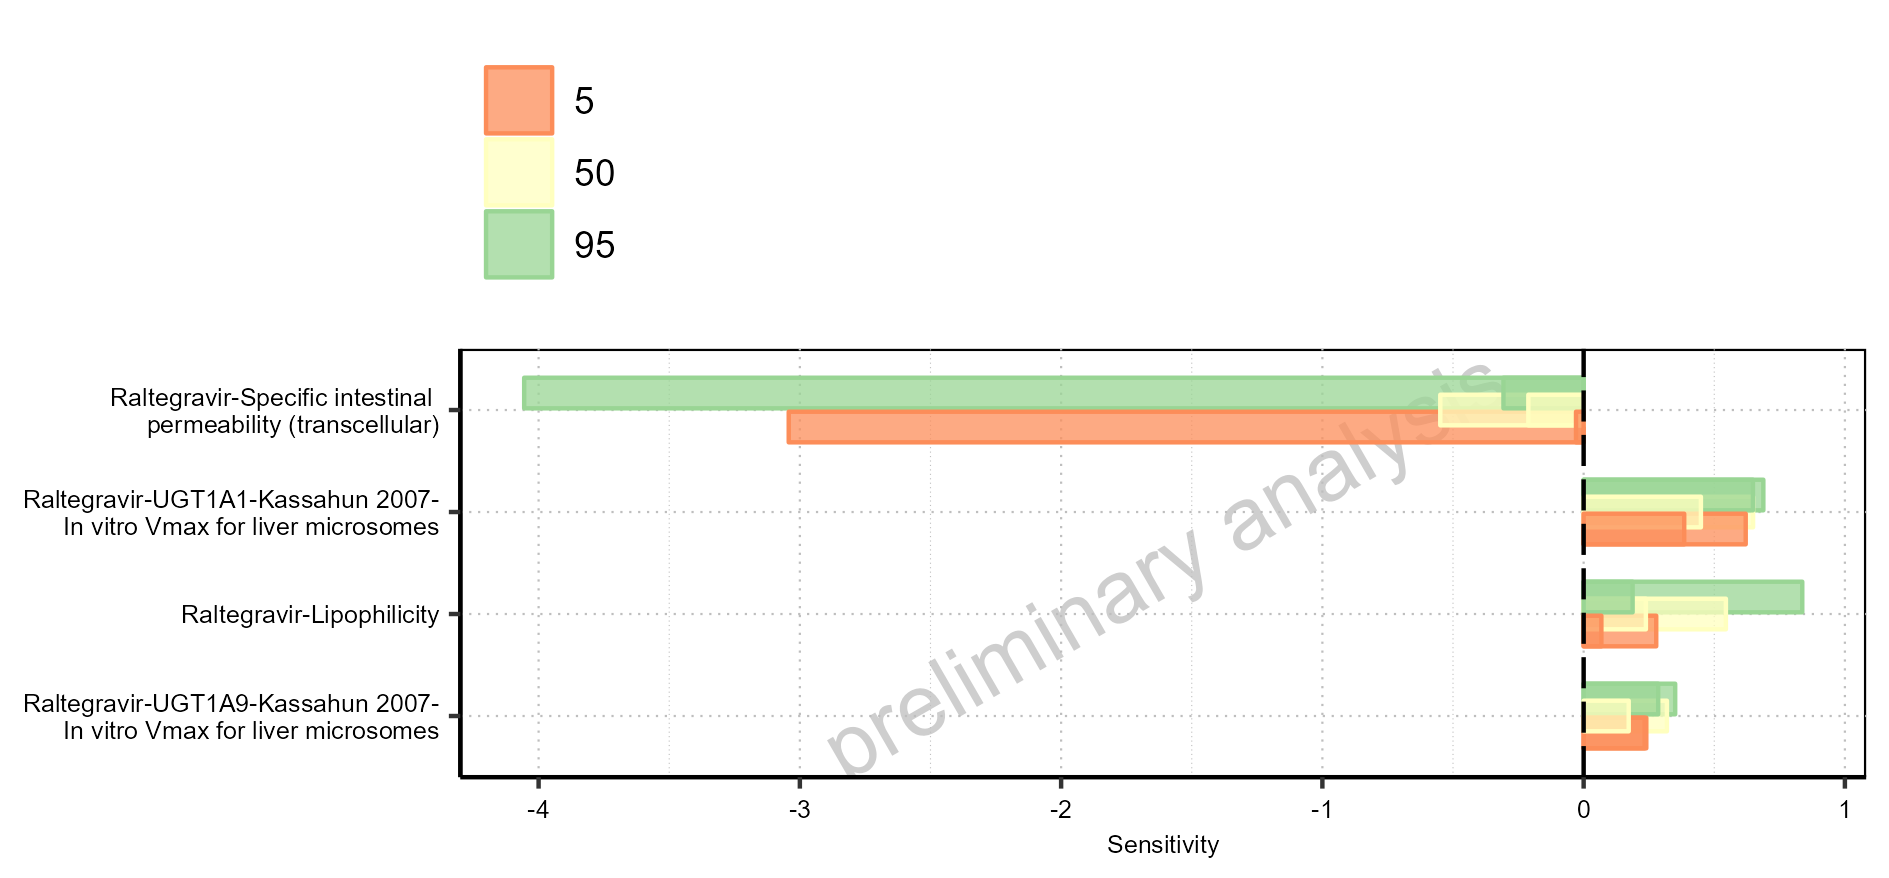 5
50
95
Raltegravir-Specific intestinal
permeability (transcellular)
Raltegravir-UGT1A1-Kassahun 2007-
In vitro Vmax for liver microsomes
Raltegravir-Lipophilicity
Raltegravir-UGT1A9-Kassahun 2007-
In vitro Vmax for liver microsomes
preliminary analysis
-4 -3 -2 -1 0 1
Sensitivity